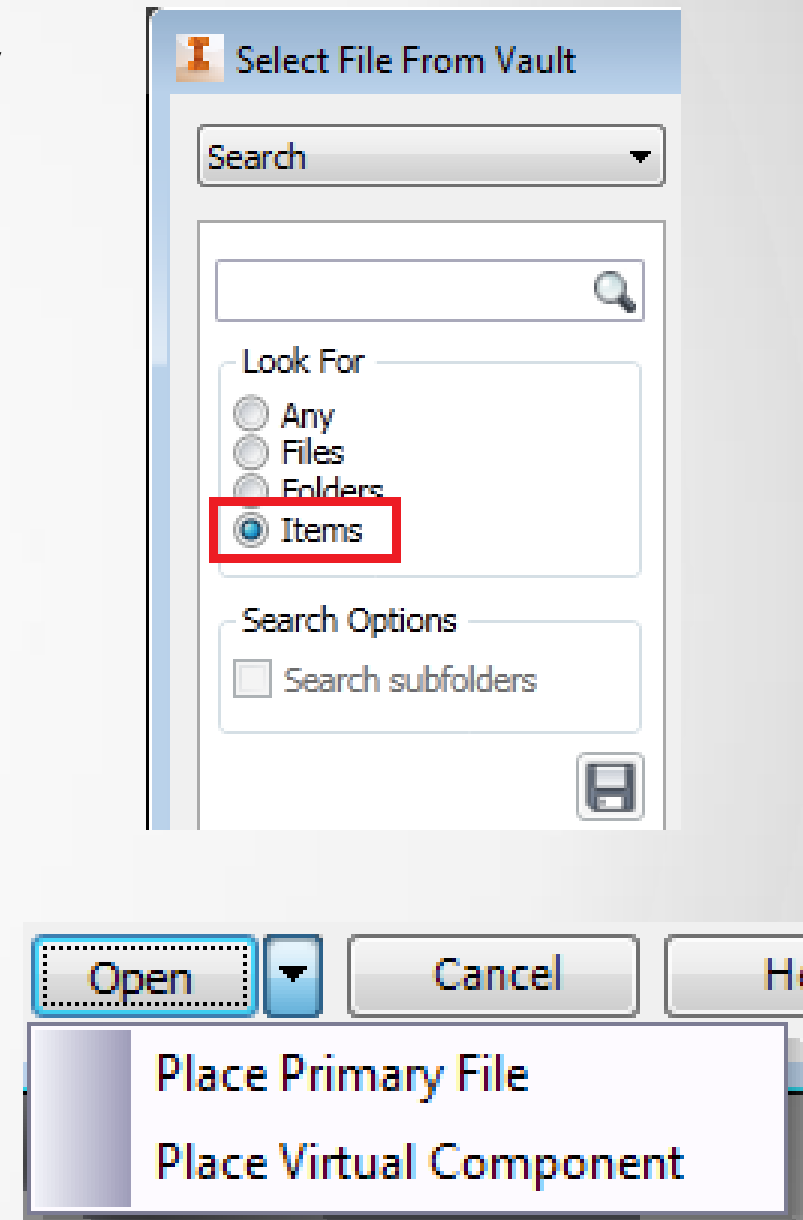 Select File From Vault
Search
Look For
Any
Files
Folders
Items
Search Options
Search subfolders
Open Cancel
Place Primary File
Place Virtual Component